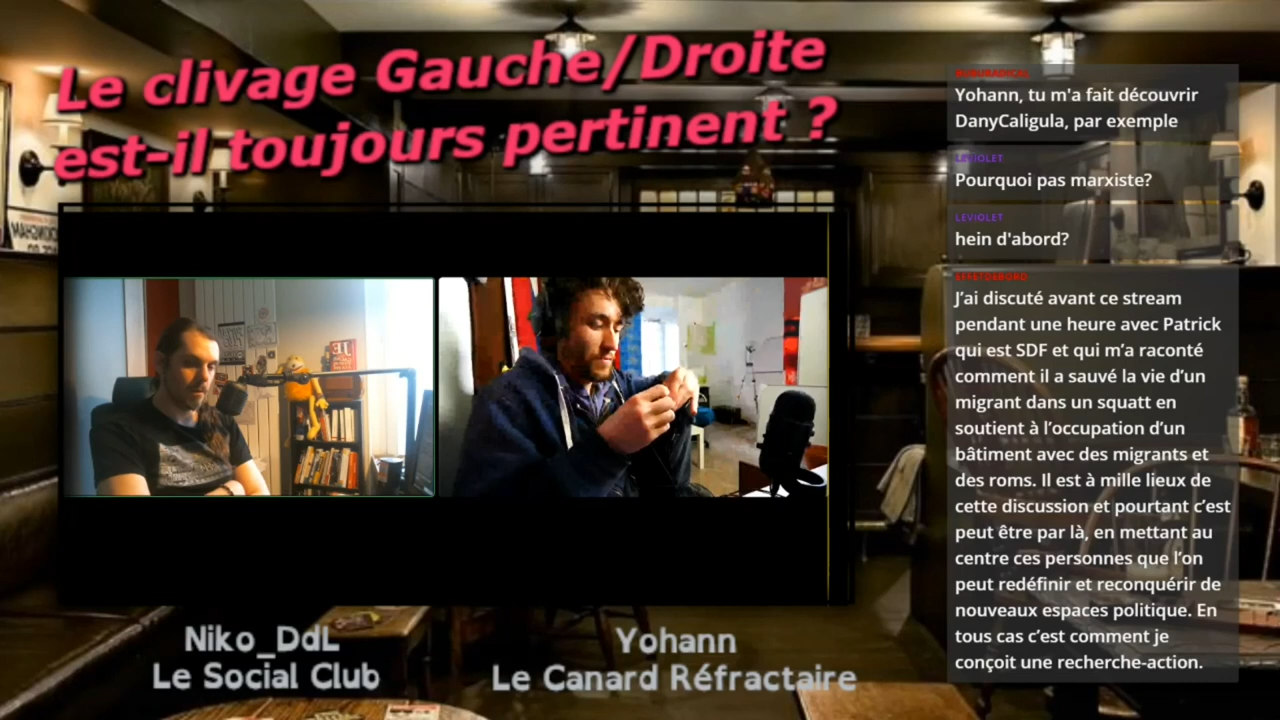 Le clivage Gauche/Droite
est-il toujours pertinent ?
Yohann, tu m'a fait découvrir
DanyCaligula, par exemple
LEVIOLET
Pourquoi pas marxiste?
LEVIOLET
hein d'abord?
J'ai discuté avant ce stream
pendant une heure avec Patrick
qui est SDF et qui m'a raconté
comment il a sauvé la vie d'un
migrant dans un squatt en
soutient à l'occupation d'un
bâtiment avec des migrants et
des roms. Il est à mille lieux de
cette discussion et pourtant c'est
peut être par là, en mettant au
centre ces personnes que l'on
peut redéfinir et reconquérir de
nouveaux espaces politique. En
tous cas c'est comment je
conçoit une recherche-action.
Niko_DdL
Le Social Club
Yohann
Le Canard Réfractaire